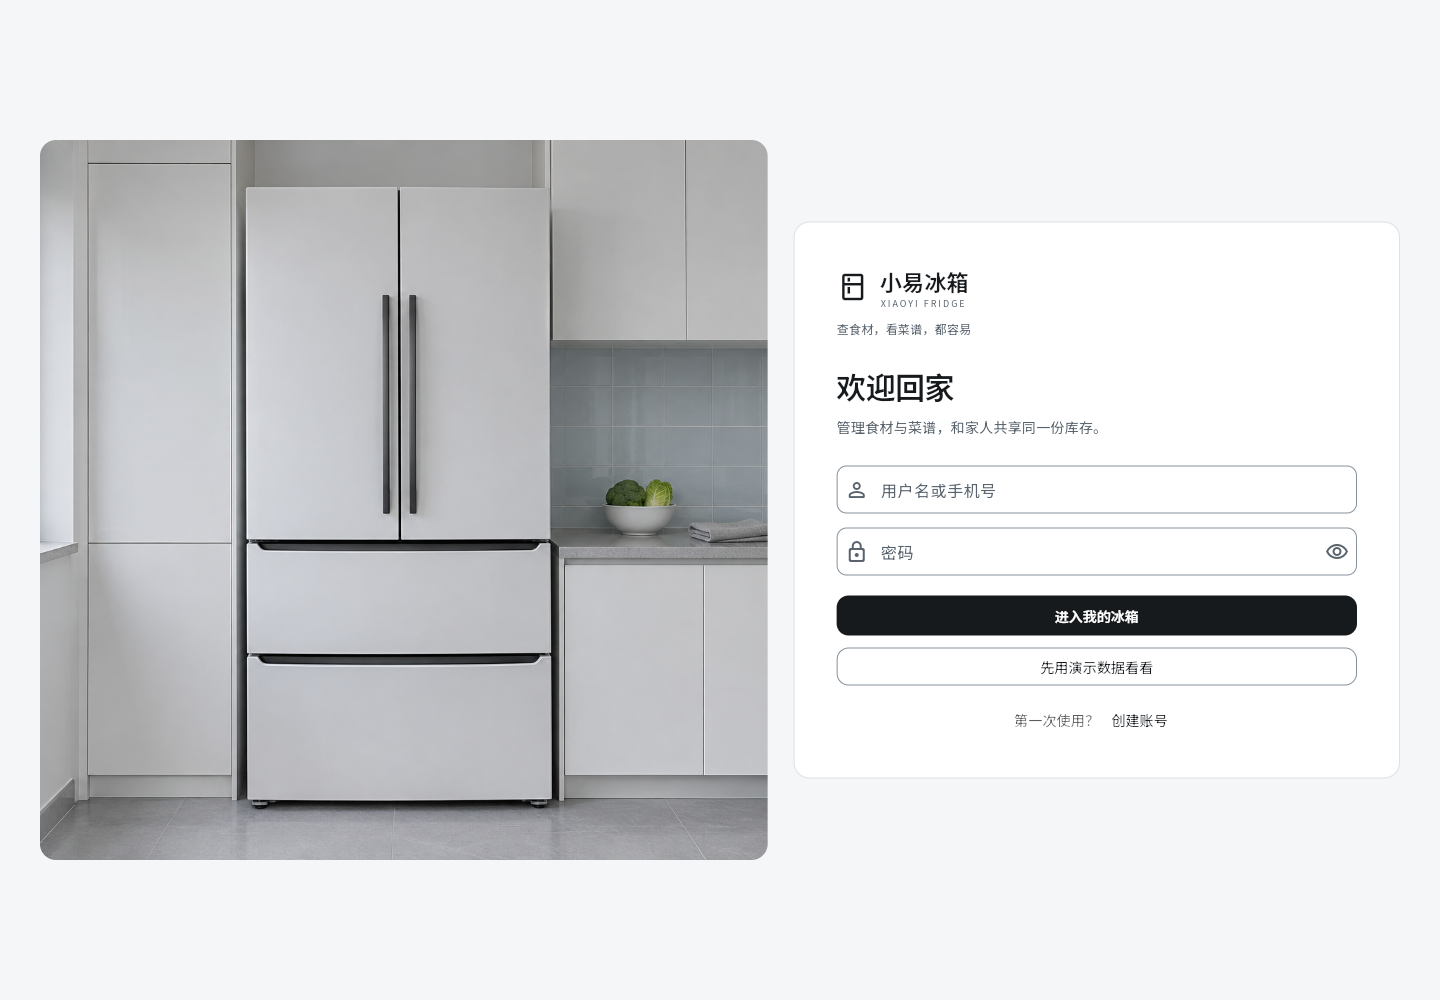 小易冰箱
XIAOYI FRIDGE
查食材，看菜谱，都容易
欢迎回家
管理食材与菜谱，和家人共享同一份库存。
用户名或手机号
密码
进入我的冰箱
先用演示数据看看
第一次使用？ 创建账号